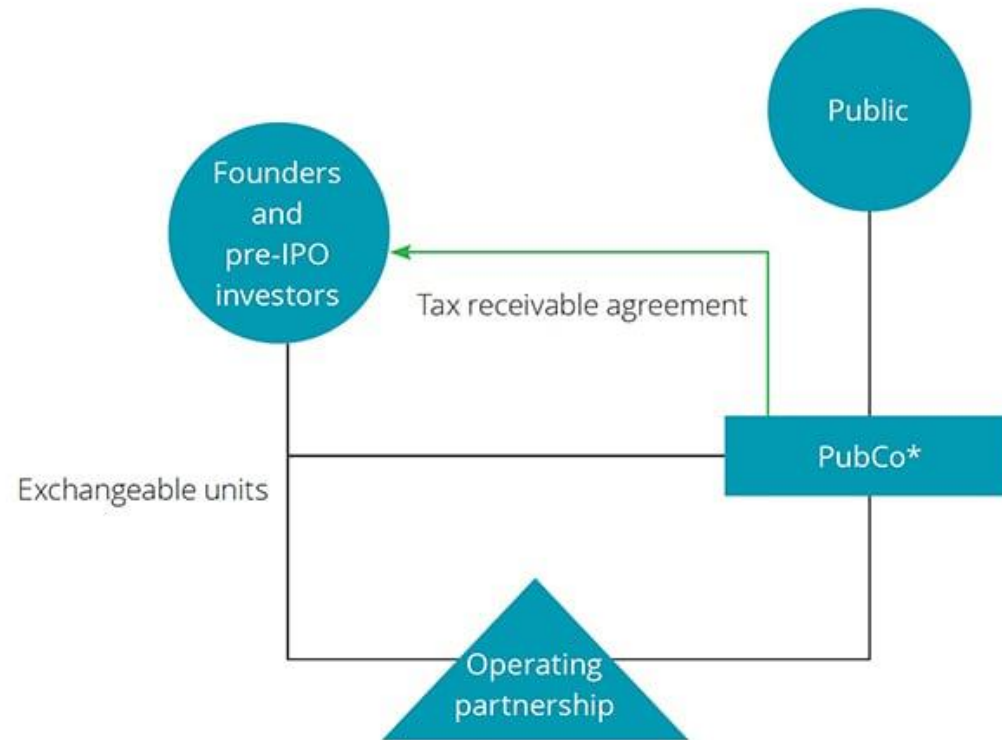 Public
Founders
and
pre-IPO
investors
Tax receivable agreement
PubCo*
Exchangeable units
Operating
partnership